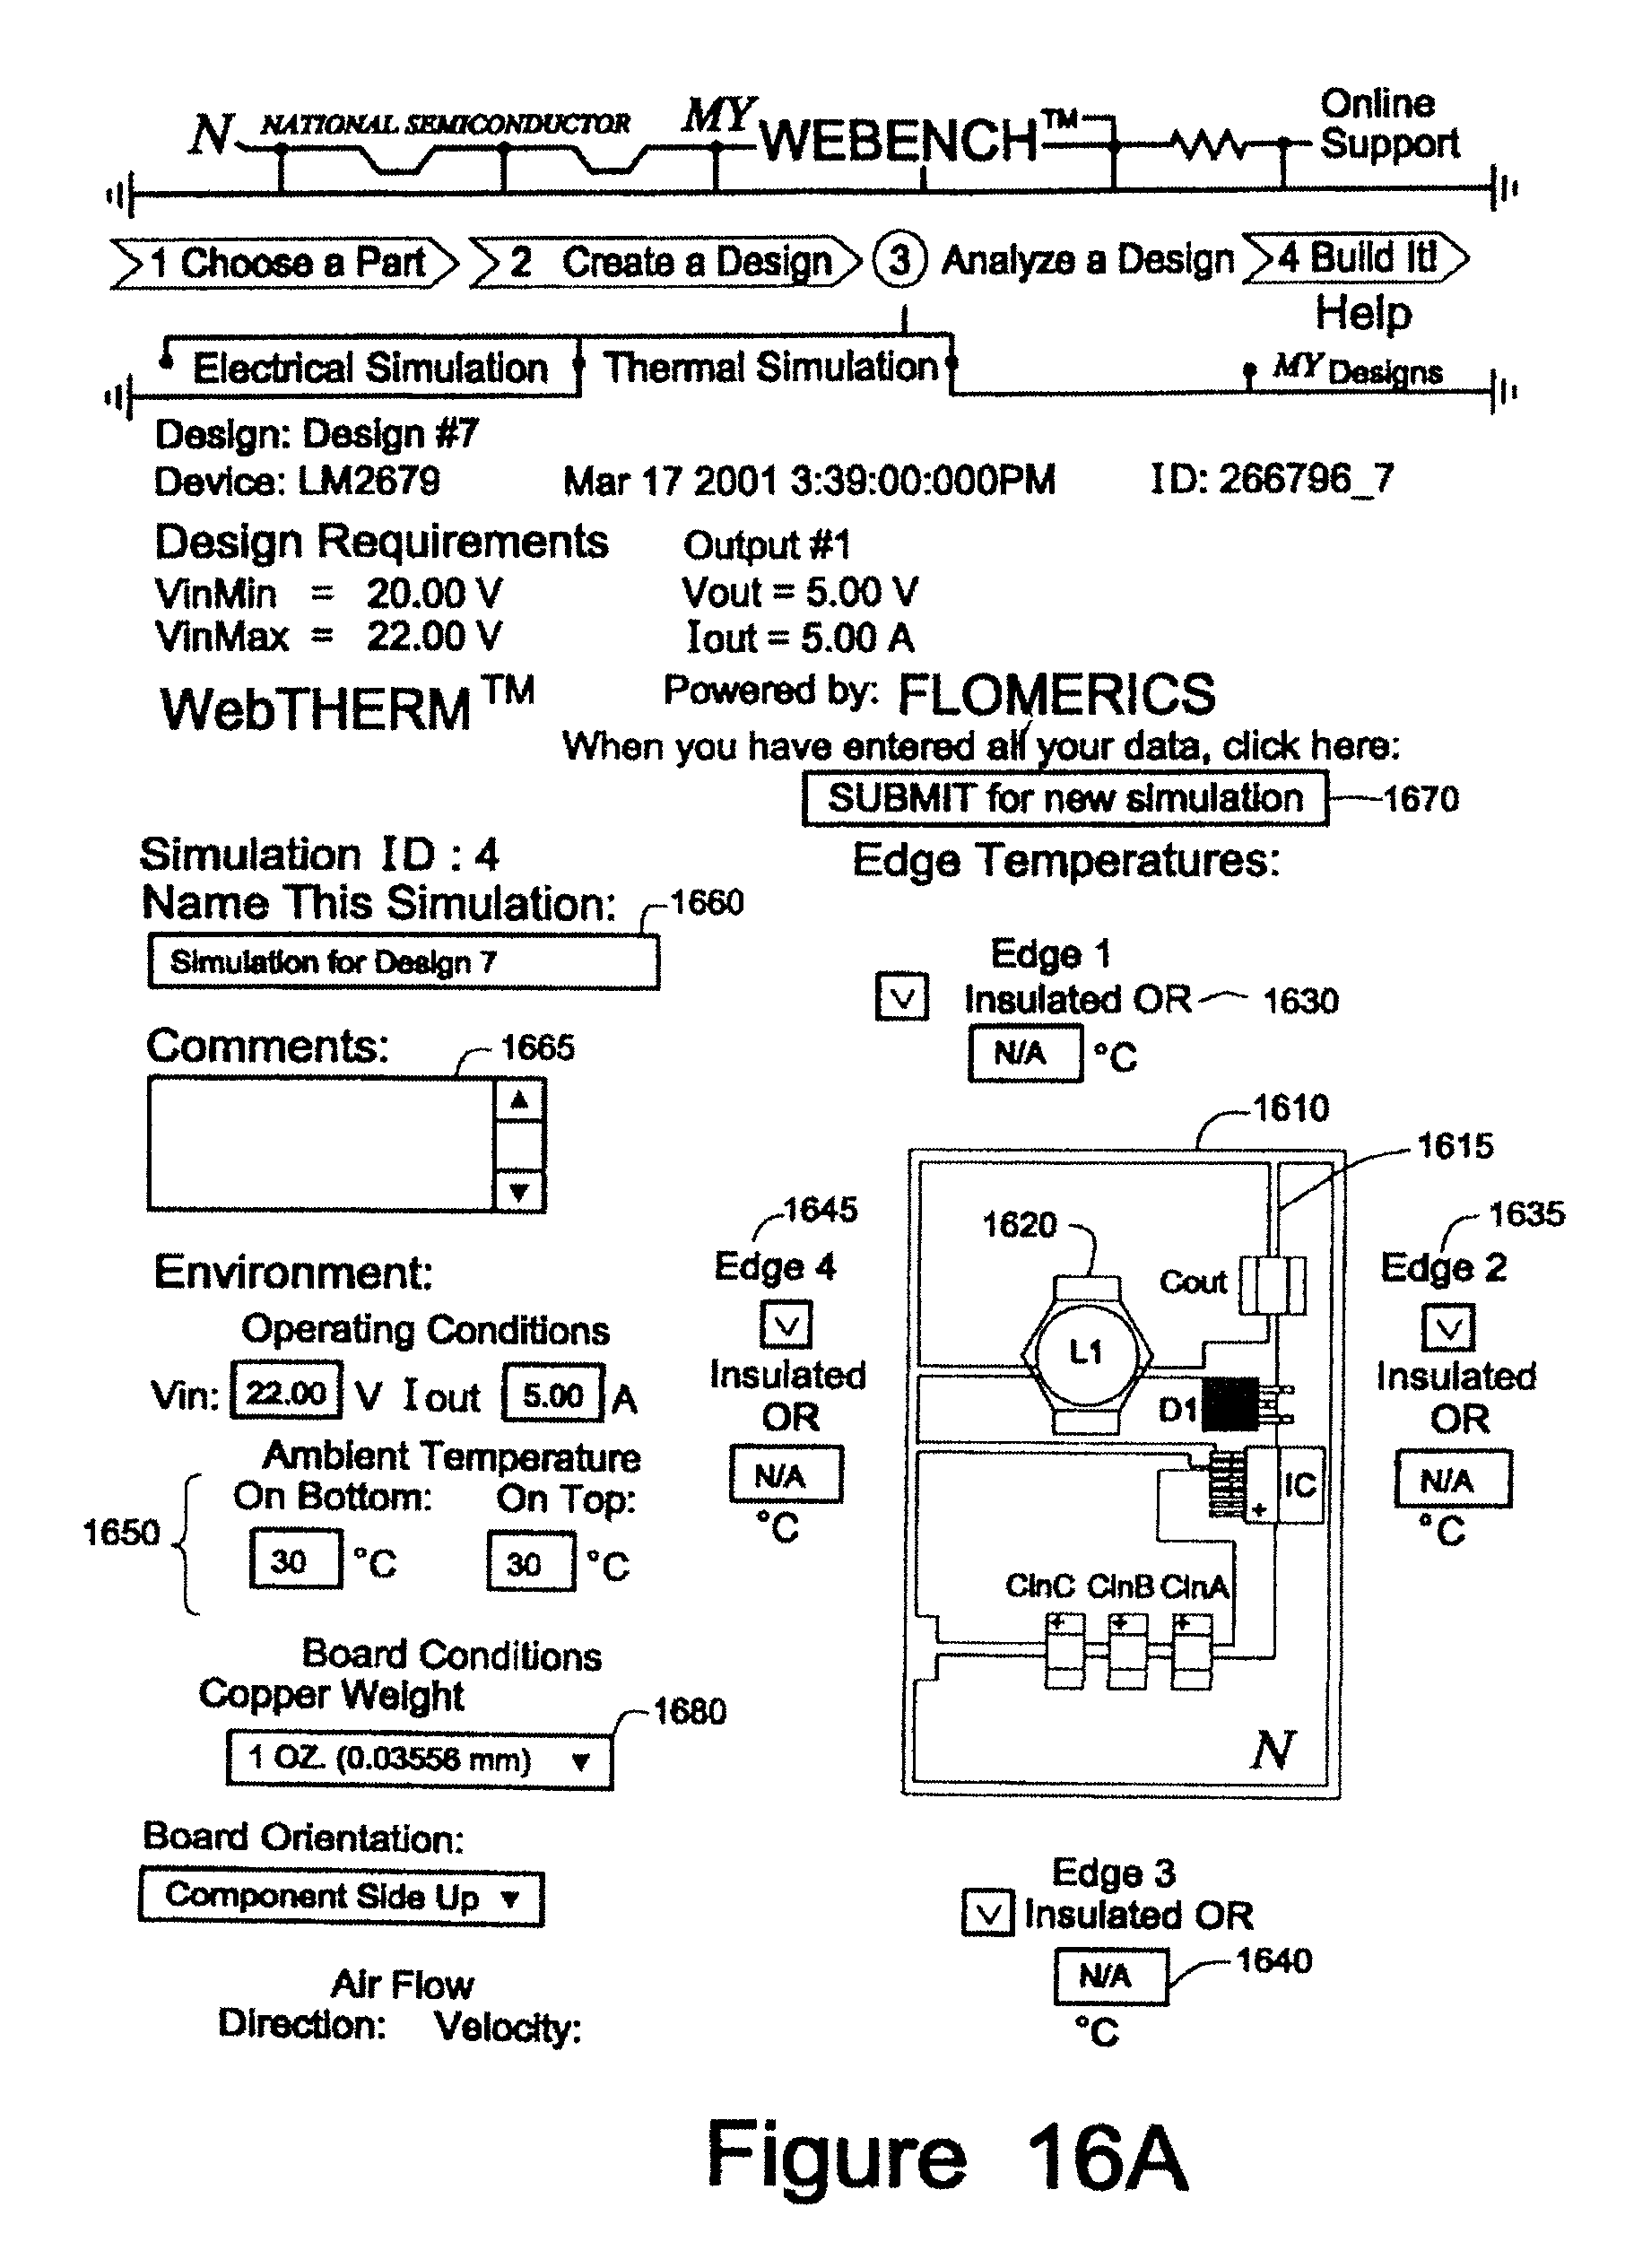 N NATIONAL SEMICONDUCTOR MY WEBENCH™ Online Support
1 Choose a Part 2 Create a Design 3 Analyze a Design 4 Build It!
Help
Electrical Simulation Thermal Simulation MY Designs
Design: Design #7
Device: LM2679 Mar 17 2001 3:39:00:000PM ID: 266796_7
Design Requirements Output #1
VinMin = 20.00 V Vout = 5.00 V
VinMax = 22.00 V Iout = 5.00 A
WebTHERM™ Powered by: FLOMERICS
When you have entered all your data, click here:
SUBMIT for new simulation 1670
Simulation ID : 4 Edge Temperatures:
Name This Simulation: 1660
Simulation for Design 7
Edge 1
Insulated OR 1630
N/A °C
Comments: 1665
1610
1615
1645
1620
1635
Edge 4
Edge 2
Cout
L1
D1
IC
+
Insulated
OR
N/A
°C
Insulated
OR
N/A
°C
Environment:
Operating Conditions
Vin: 22.00 V Iout 5.00 A
Ambient Temperature
On Bottom: On Top:
1650
30 °C 30 °C
CinC CinB CinA
+ + +
Board Conditions
Copper Weight
1680
1 OZ. (0.03556 mm)
N
Board Orientation:
Component Side Up
Edge 3
Insulated OR
N/A 1640
°C
Air Flow
Direction: Velocity:
Figure 16A